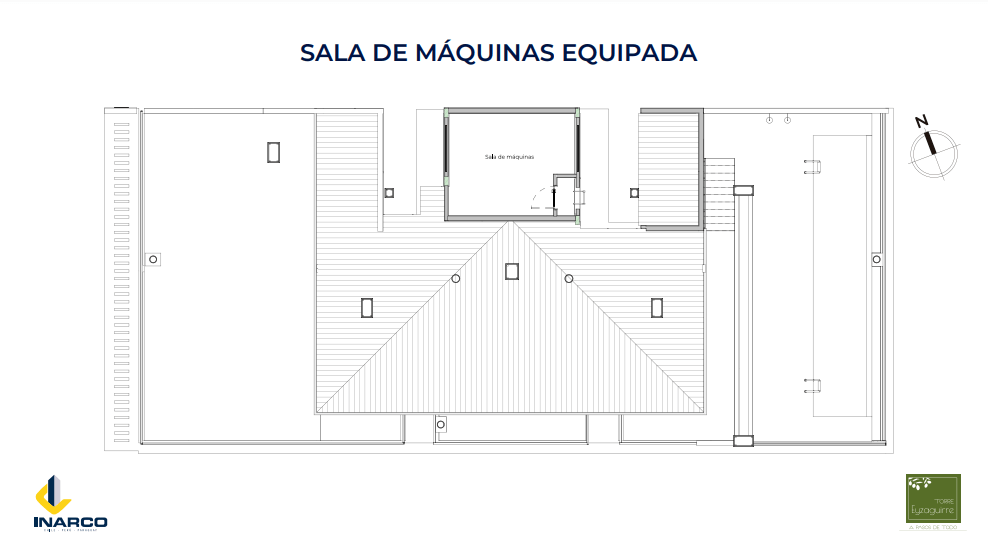 SALA DE MÁQUINAS EQUIPADA
N
Sala de máquinas
INARCO
TORRE
Eyzaguirre
A PASOS DE TODO